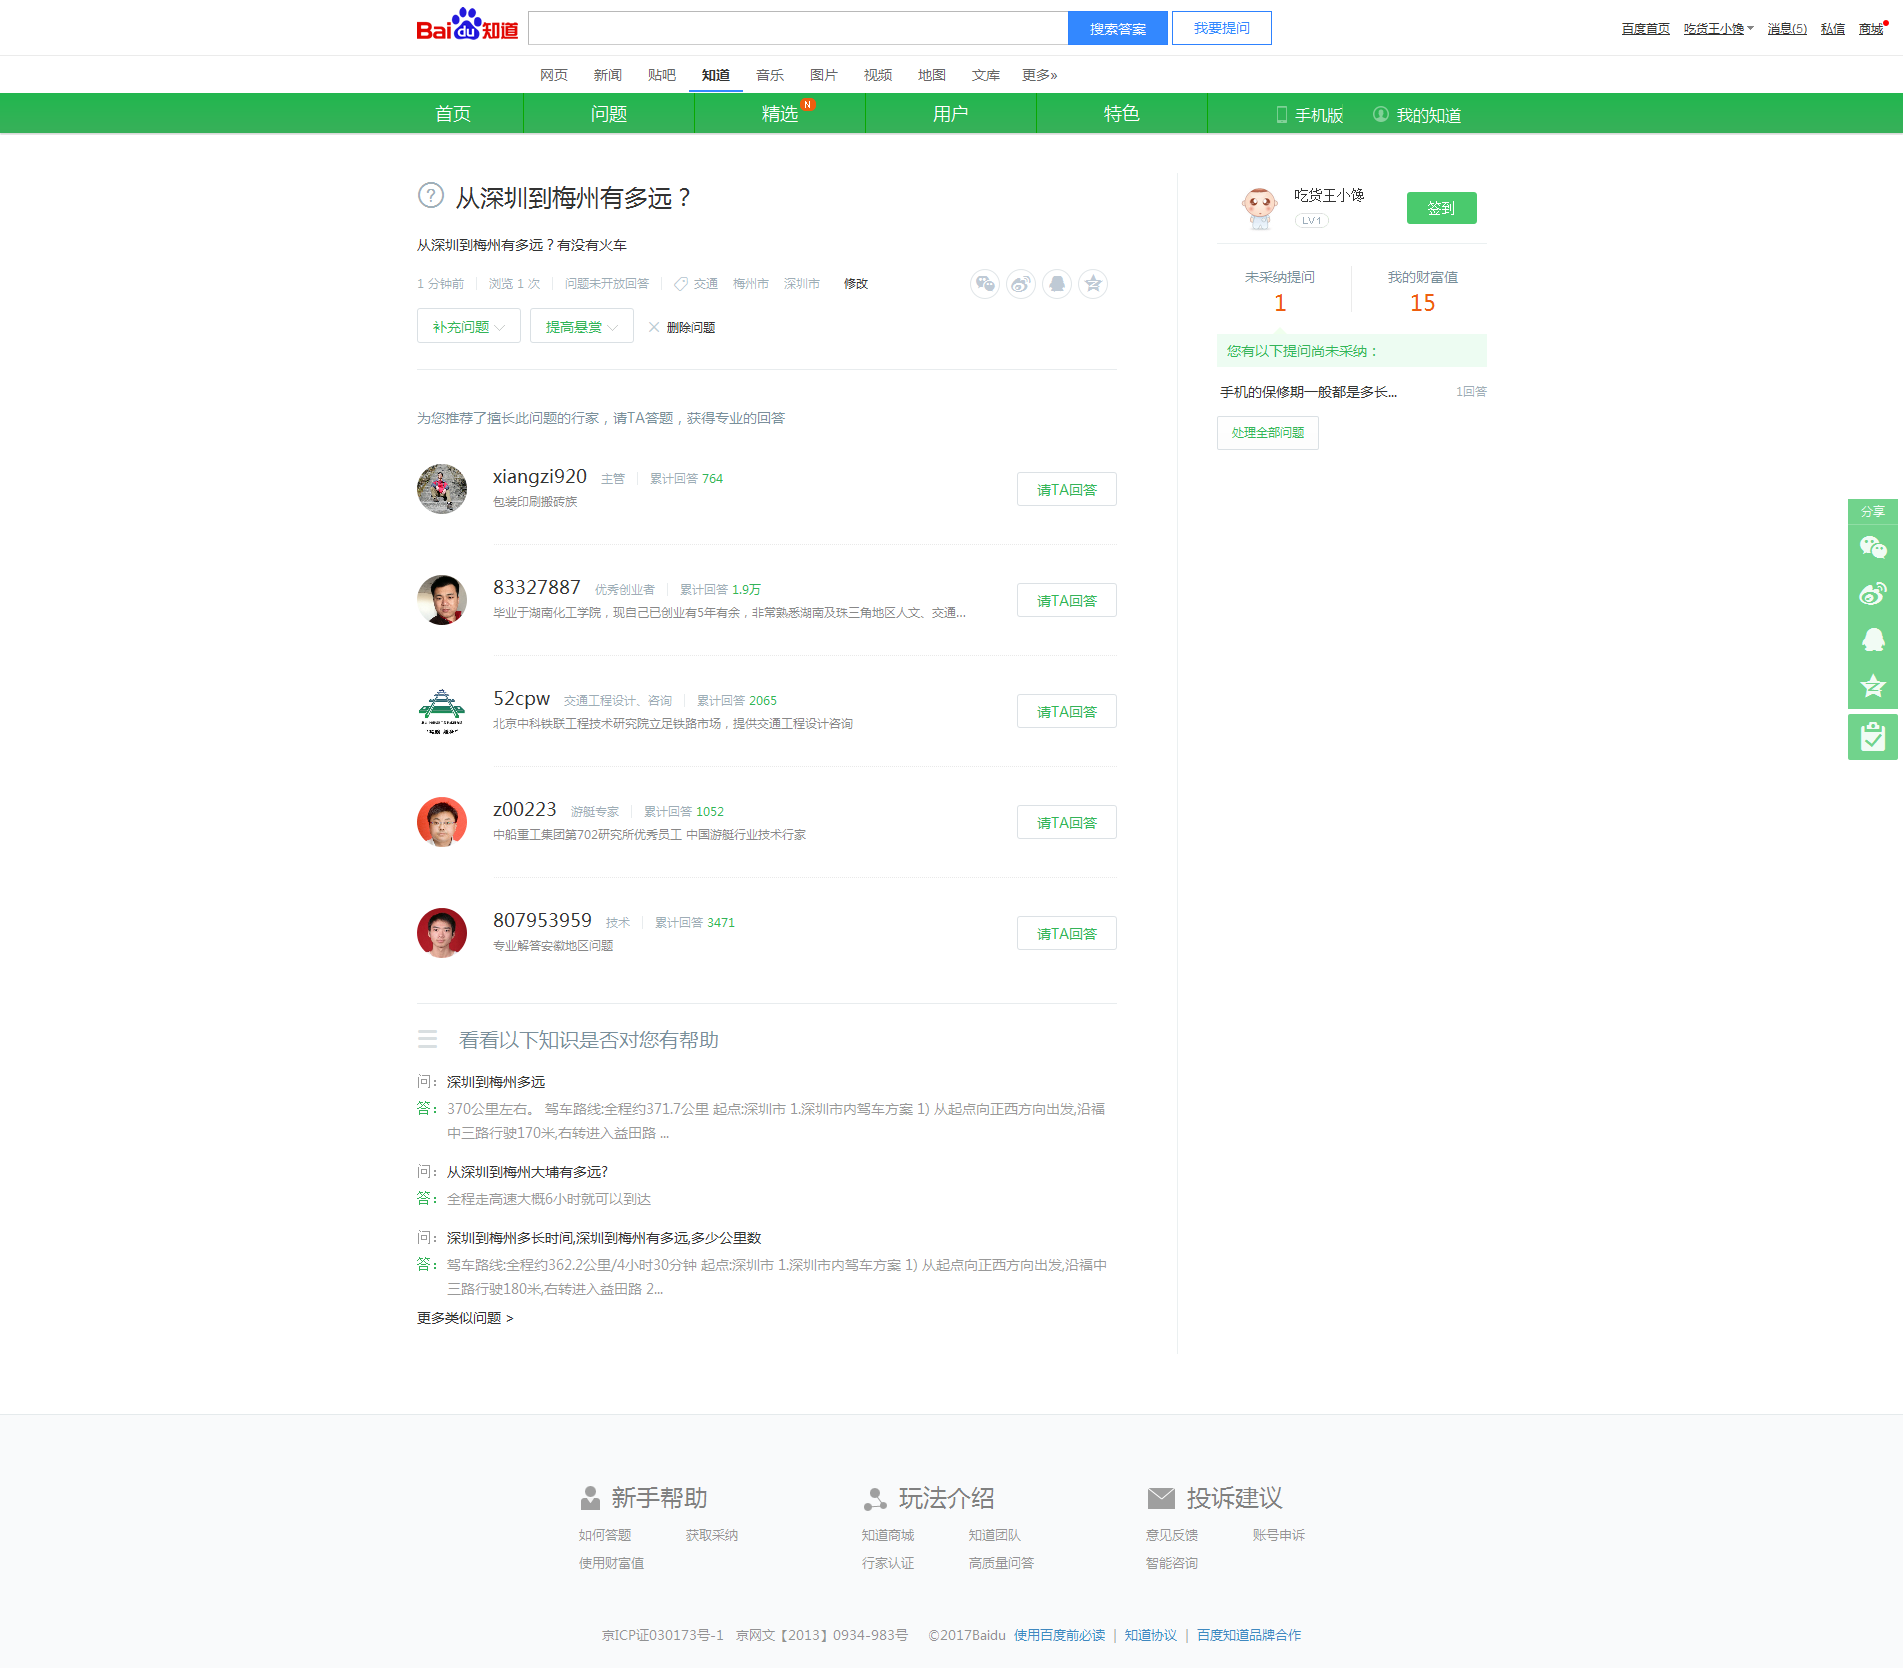 Bai du 知道
搜索答案
我要提问
百度首页 吃货王小馋 消息(5) 私信 商城
网页 新闻 贴吧 知道 音乐 图片 视频 地图 文库 更多»
首页 问题 精选 N 用户 特色 手机版 我的知道
从深圳到梅州有多远？
从深圳到梅州有多远？有没有火车
1 分钟前 浏览 1 次 问题未开放回答 交通 梅州市 深圳市 修改
补充问题 提高悬赏 删除问题
为您推荐了擅长此问题的行家，请TA答题，获得专业的回答
xiangzi920 主管 累计回答 764
包装印刷搬砖族
请TA回答
83327887 优秀创业者 累计回答 1.9万
毕业于湖南化工学院，现自己已创业有5年有余，非常熟悉湖南及珠三角地区人文、交通...
请TA回答
52cpw 交通工程设计、咨询 累计回答 2065
北京中科铁联工程技术研究院立足铁路市场，提供交通工程设计咨询
请TA回答
z00223 游艇专家 累计回答 1052
中船重工集团第702研究所优秀员工 中国游艇行业技术行家
请TA回答
807953959 技术 累计回答 3471
专业解答安徽地区问题
请TA回答
看看以下知识是否对您有帮助
问： 深圳到梅州多远
答： 370公里左右。 驾车路线:全程约371.7公里 起点:深圳市 1.深圳市内驾车方案 1) 从起点向正西方向出发,沿福
中三路行驶170米,右转进入益田路 ...
问： 从深圳到梅州大埔有多远?
答： 全程走高速大概6小时就可以到达
问： 深圳到梅州多长时间,深圳到梅州有多远,多少公里数
答： 驾车路线:全程约362.2公里/4小时30分钟 起点:深圳市 1.深圳市内驾车方案 1) 从起点向正西方向出发,沿福中
三路行驶180米,右转进入益田路 2...
更多类似问题 >
吃货王小馋
LV1
签到
未采纳提问 我的财富值
1 15
您有以下提问尚未采纳：
手机的保修期一般都是多长... 1回答
处理全部问题
分享
新手帮助 玩法介绍 投诉建议
如何答题 获取采纳 知道商城 知道团队 意见反馈 账号申诉
使用财富值 行家认证 高质量问答 智能咨询
京ICP证030173号-1 京网文【2013】0934-983号 ©2017Baidu 使用百度前必读 | 知道协议 | 百度知道品牌合作